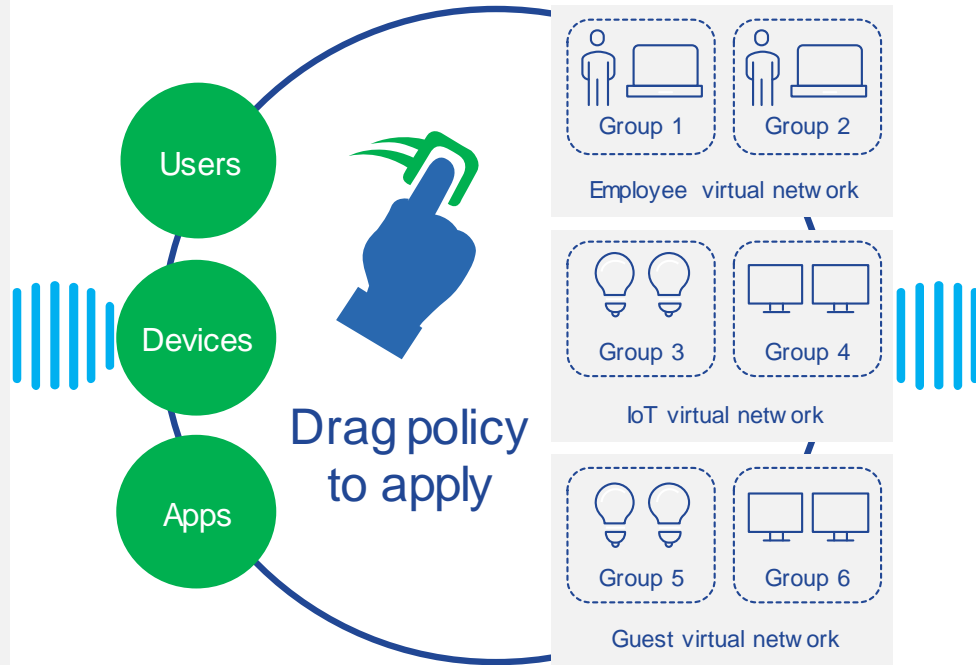 Users
Devices
Apps
Drag policy
to apply
Group 1
Group 2
Employee virtual network
Group 3
Group 4
IoT virtual network
Group 5
Group 6
Guest virtual network